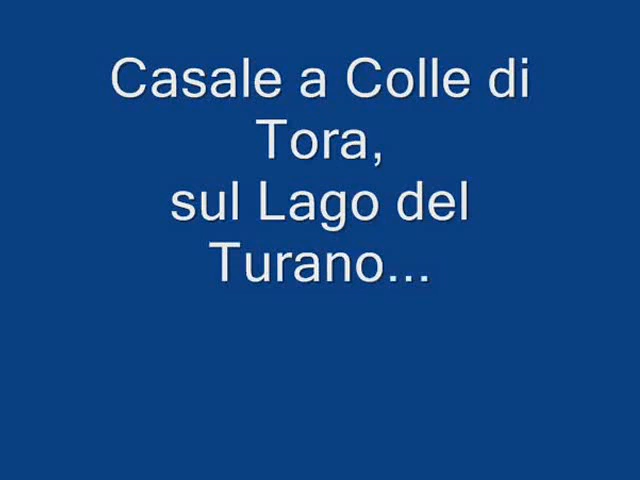 Casale a Colle di
Tora,
sul Lago del
Turano...